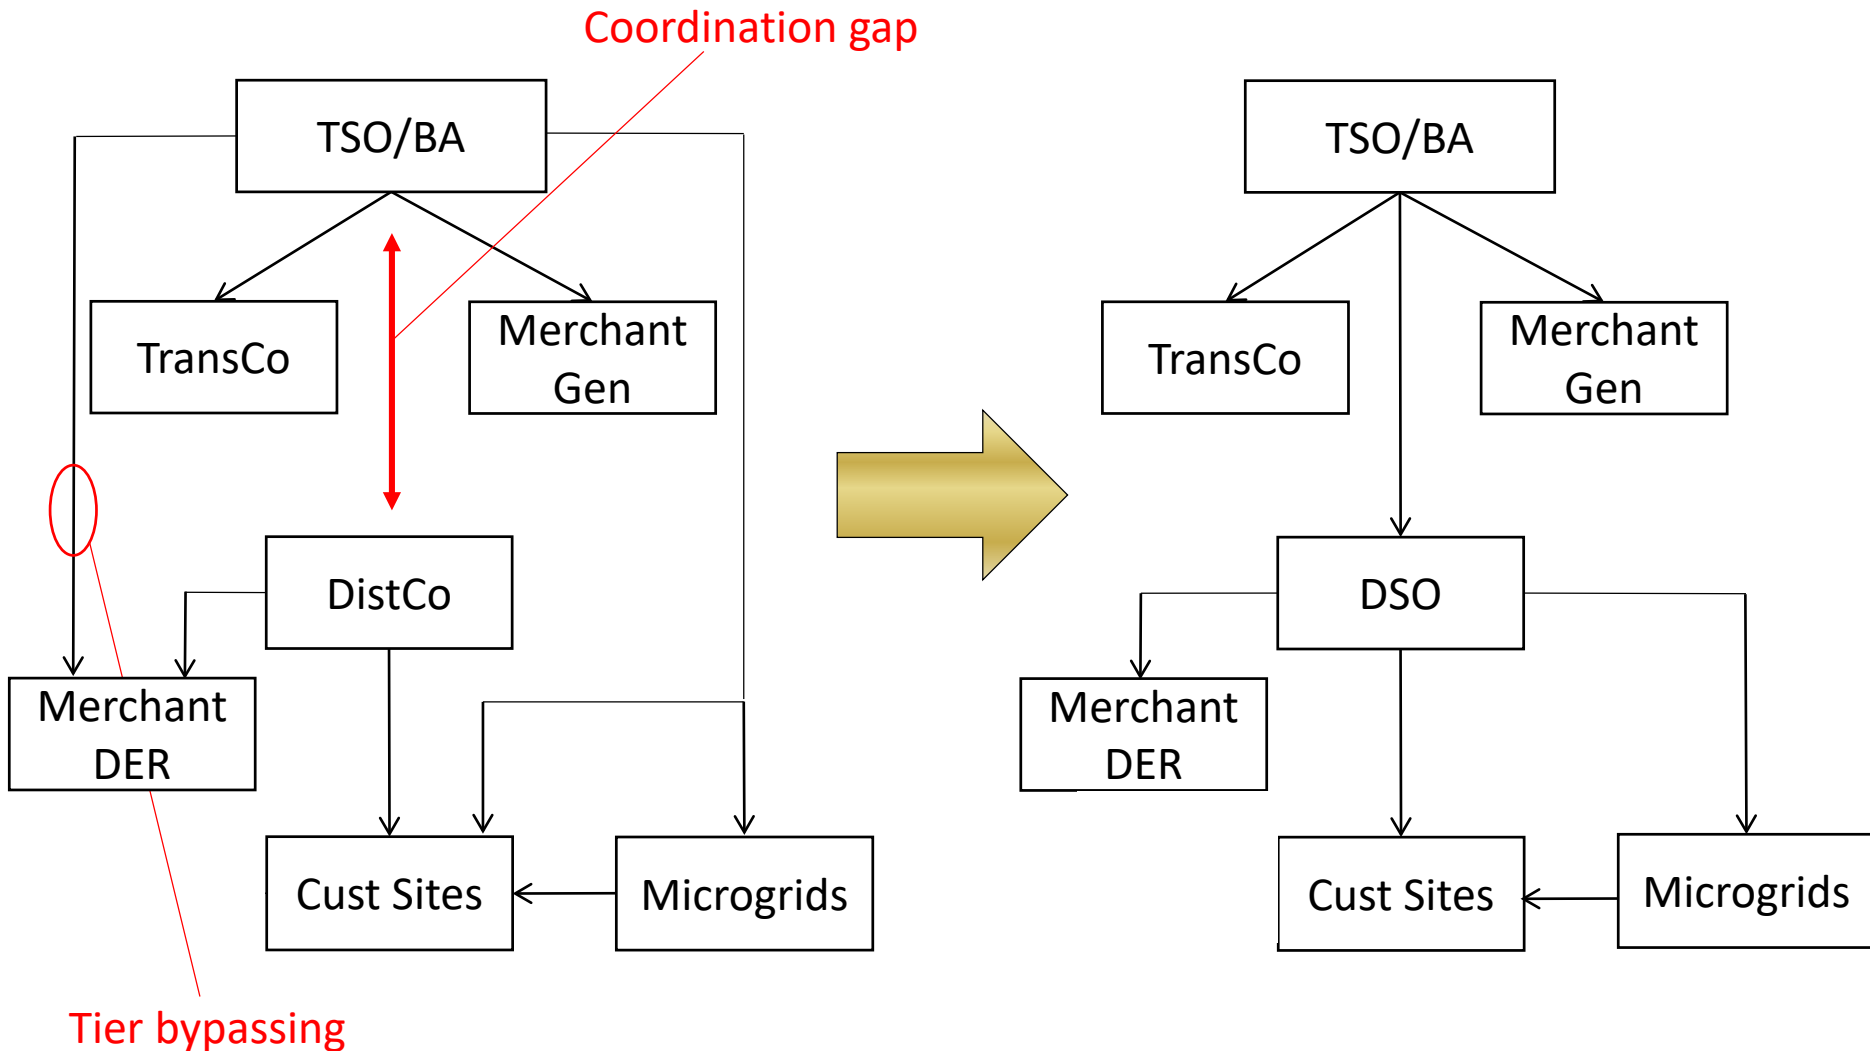 Coordination gap
TSO/BA
TransCo
Merchant
Gen
DistCo
Merchant
DER
Cust Sites
Microgrids
Tier bypassing
TSO/BA
TransCo
Merchant
Gen
DSO
Merchant
DER
Cust Sites
Microgrids